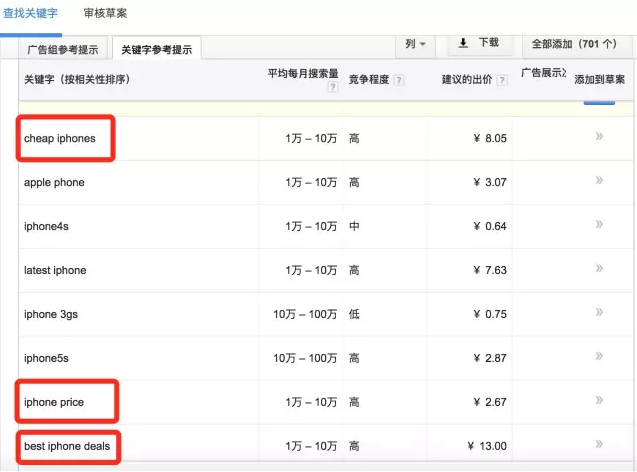 查找关键字 审核草案
广告组参考提示 关键字参考提示 列 下载 全部添加（701 个）
关键字（按相关性排序） 平均每月搜索量 ? 竞争程度 ? 建议的出价 ? 广告展示次 添加到草案
cheap iphones 1万 – 10万 高 ¥ 8.05 »
apple phone 1万 – 10万 高 ¥ 3.07 »
iphone4s 1万 – 10万 中 ¥ 0.64 »
latest iphone 1万 – 10万 高 ¥ 7.63 »
iphone 3gs 10万 – 100万 低 ¥ 0.75 »
iphone5s 10万 – 100万 高 ¥ 2.87 »
iphone price 1万 – 10万 高 ¥ 2.67 »
best iphone deals 1万 – 10万 高 ¥ 13.00 »